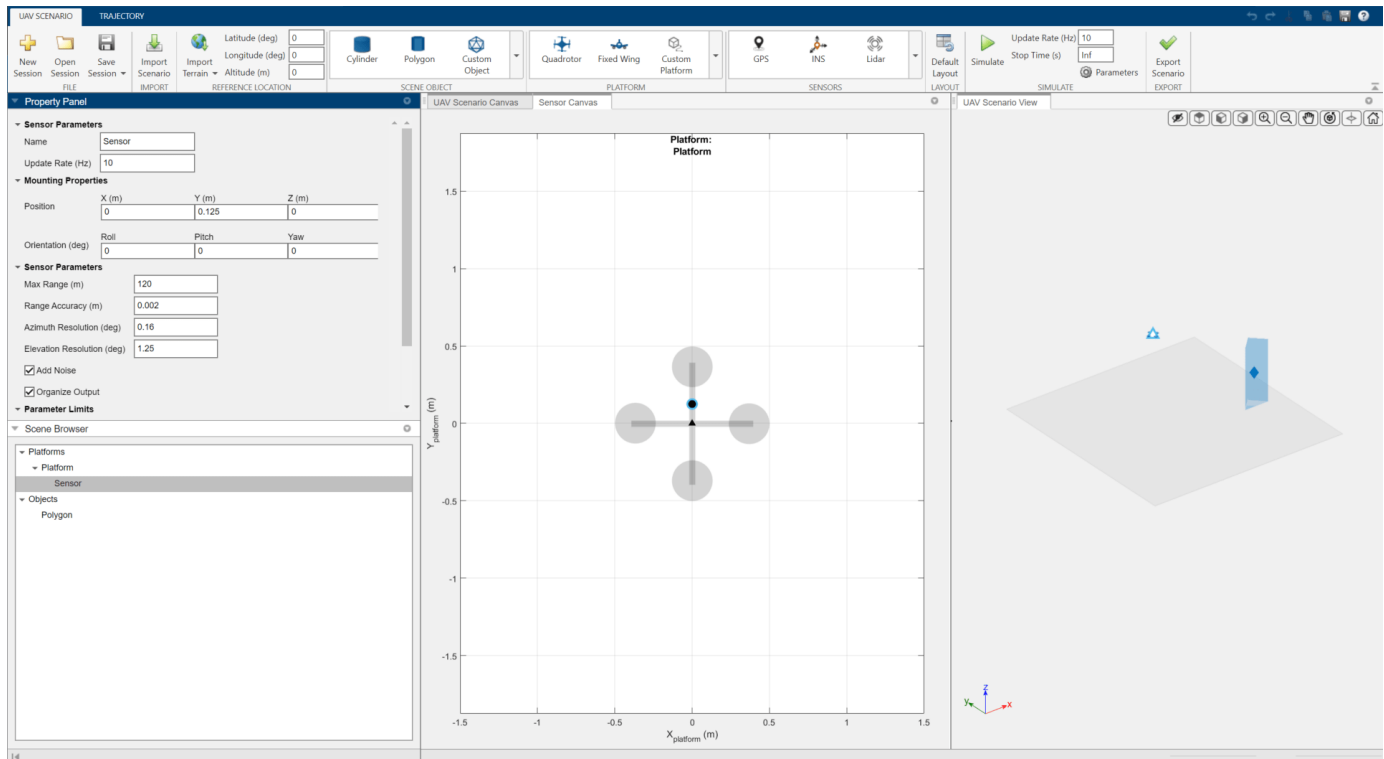 UAV SCENARIO TRAJECTORY
New Session
Open Session
Save Session
Import Scenario
Import Terrain
Latitude (deg) 0
Longitude (deg) 0
Altitude (m) 0
Cylinder
Polygon
Custom Object
Quadrotor
Fixed Wing
Custom Platform
GPS
INS
Lidar
Default Layout
Simulate
Update Rate (Hz) 10
Stop Time (s) Inf
Parameters
Export Scenario
FILE IMPORT REFERENCE LOCATION SCENE OBJECT PLATFORM SENSORS LAYOUT SIMULATE EXPORT
Property Panel
Sensor Parameters
Name Sensor
Update Rate (Hz) 10
Mounting Properties
X (m) Y (m) Z (m)
Position 0 0.125 0
Roll Pitch Yaw
Orientation (deg) 0 0 0
Sensor Parameters
Max Range (m) 120
Range Accuracy (m) 0.002
Azimuth Resolution (deg) 0.16
Elevation Resolution (deg) 1.25
Add Noise
Organize Output
Parameter Limits
Scene Browser
Platforms
Platform
Sensor
Objects
Polygon
UAV Scenario Canvas Sensor Canvas
Platform:
Platform
1.5
1
0.5
0
-0.5
-1
-1.5
Y platform (m)
-1.5 -1 -0.5 0 0.5 1 1.5
X platform (m)
UAV Scenario View
z
y
x